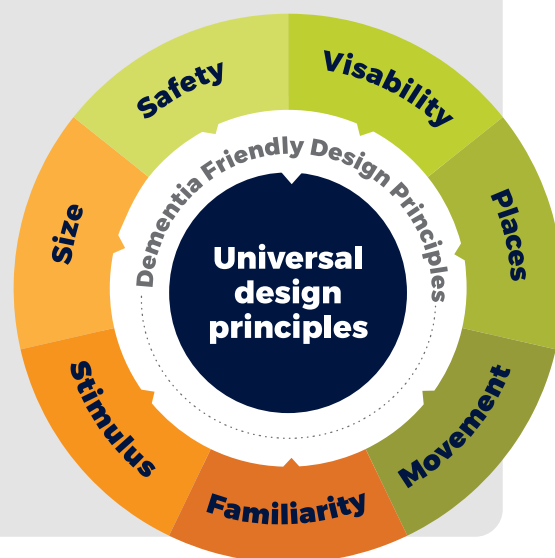 Universal
design
principles
Dementia Friendly Design Principles
Safety
Visability
Places
Movement
Familiarity
Stimulus
Size